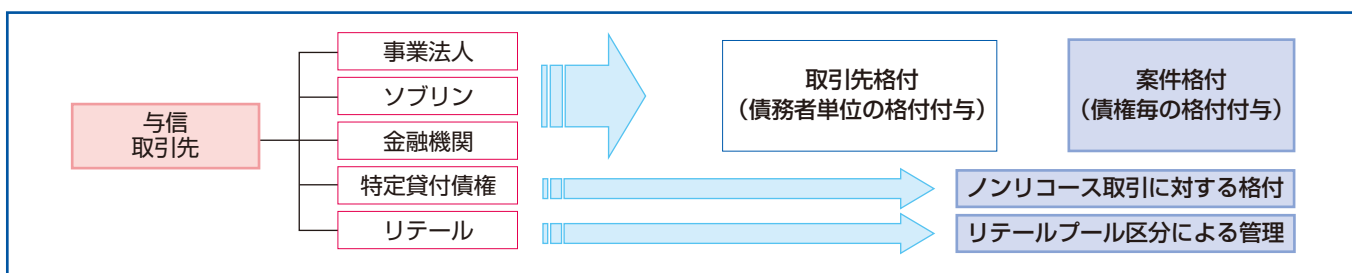 与信
取引先
事業法人
ソブリン
金融機関
特定貸付債権
リテール
取引先格付
（債務者単位の格付付与）
案件格付
（債権毎の格付付与）
ノンリコース取引に対する格付
リテールプール区分による管理